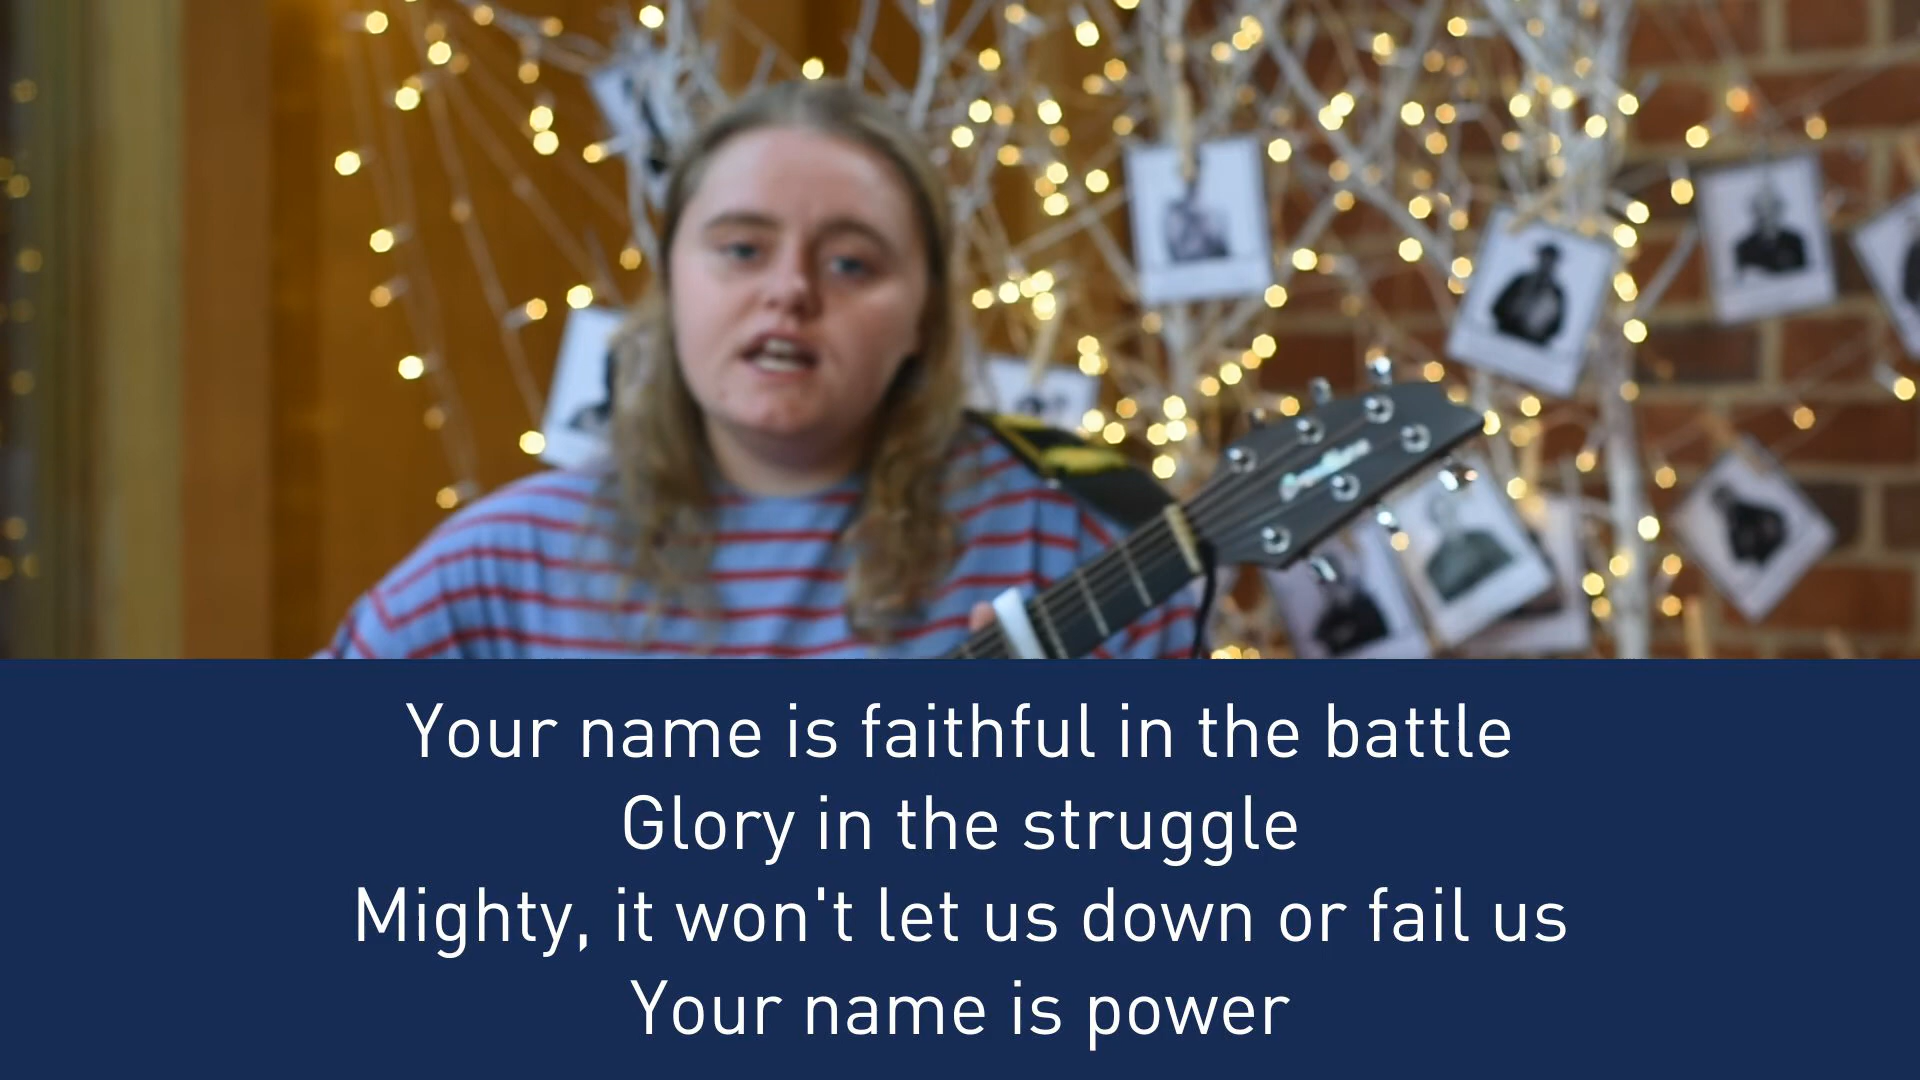 Your name is faithful in the battle
Glory in the struggle
Mighty, it won't let us down or fail us
Your name is power